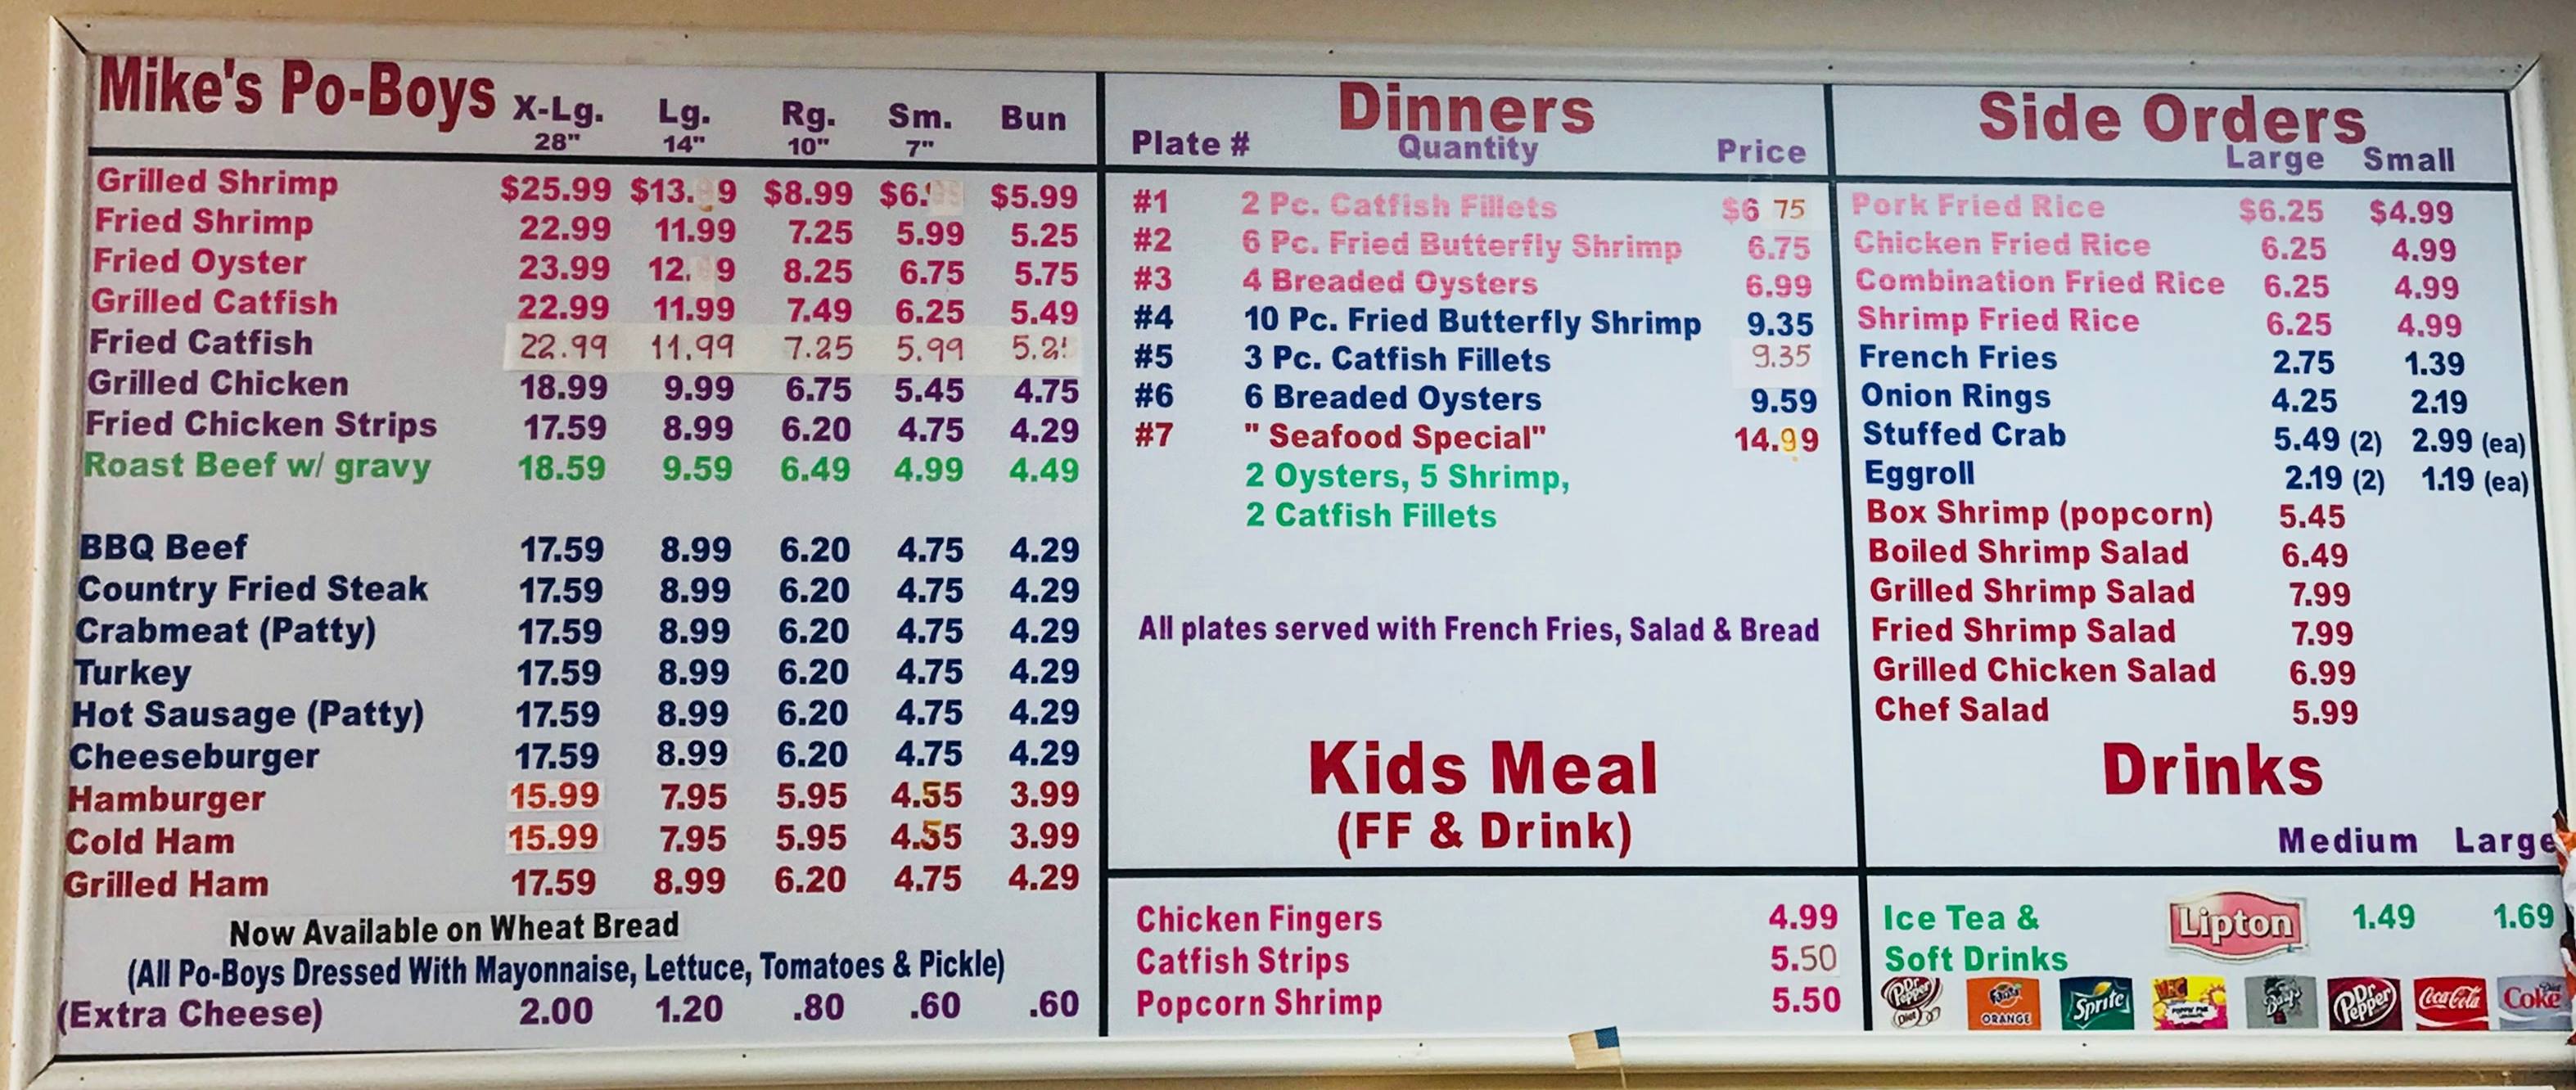 Mike's Po-Boys X-Lg. Lg. Rg. Sm. Bun
28" 14" 10" 7"
Grilled Shrimp $25.99 $8.99 $5.99
Fried Shrimp 22.99 11.99 7.25 5.99 5.25
Fried Oyster 23.99 8.25 6.75 5.75
Grilled Catfish 22.99 11.99 7.49 6.25 5.49
Fried Catfish 22.99 11.99 7.25 5.99
Grilled Chicken 18.99 9.99 6.75 5.45 4.75
Fried Chicken Strips 17.59 8.99 6.20 4.75 4.29
Roast Beef w/ gravy 18.59 9.59 6.49 4.99 4.49
BBQ Beef 17.59 8.99 6.20 4.75 4.29
Country Fried Steak 17.59 8.99 6.20 4.75 4.29
Crabmeat (Patty) 17.59 8.99 6.20 4.75 4.29
Turkey 17.59 8.99 6.20 4.75 4.29
Hot Sausage (Patty) 17.59 8.99 6.20 4.75 4.29
Cheeseburger 17.59 8.99 6.20 4.75 4.29
Hamburger 15.99 7.95 5.95 4.55 3.99
Cold Ham 15.99 7.95 5.95 4.55 3.99
Grilled Ham 17.59 8.99 6.20 4.75 4.29
Now Available on Wheat Bread
(All Po-Boys Dressed With Mayonnaise, Lettuce, Tomatoes & Pickle)
(Extra Cheese) 2.00 1.20 .80 .60 .60
Dinners
Plate # Quantity Price
#1 2 Pc. Catfish Fillets $6 75
#2 6 Pc. Fried Butterfly Shrimp 6.75
#3 4 Breaded Oysters 6.99
#4 10 Pc. Fried Butterfly Shrimp 9.35
#5 3 Pc. Catfish Fillets 9.35
#6 6 Breaded Oysters 9.59
#7 " Seafood Special" 14.99
2 Oysters, 5 Shrimp,
2 Catfish Fillets
All plates served with French Fries, Salad & Bread
Kids Meal
(FF & Drink)
Chicken Fingers 4.99
Catfish Strips 5.50
Popcorn Shrimp 5.50
Side Orders
Large Small
Pork Fried Rice $6.25 $4.99
Chicken Fried Rice 6.25 4.99
Combination Fried Rice 6.25 4.99
Shrimp Fried Rice 6.25 4.99
French Fries 2.75 1.39
Onion Rings 4.25 2.19
Stuffed Crab 5.49 (2) 2.99 (ea)
Eggroll 2.19 (2) 1.19 (ea)
Box Shrimp (popcorn) 5.45
Boiled Shrimp Salad 6.49
Grilled Shrimp Salad 7.99
Fried Shrimp Salad 7.99
Grilled Chicken Salad 6.99
Chef Salad 5.99
Drinks
Medium Large
Ice Tea & Lipton 1.49 1.69
Soft Drinks
Dr Pepper Diet Fanta ORANGE Sprite Barq's Dr Pepper Coca-Cola Diet Coke